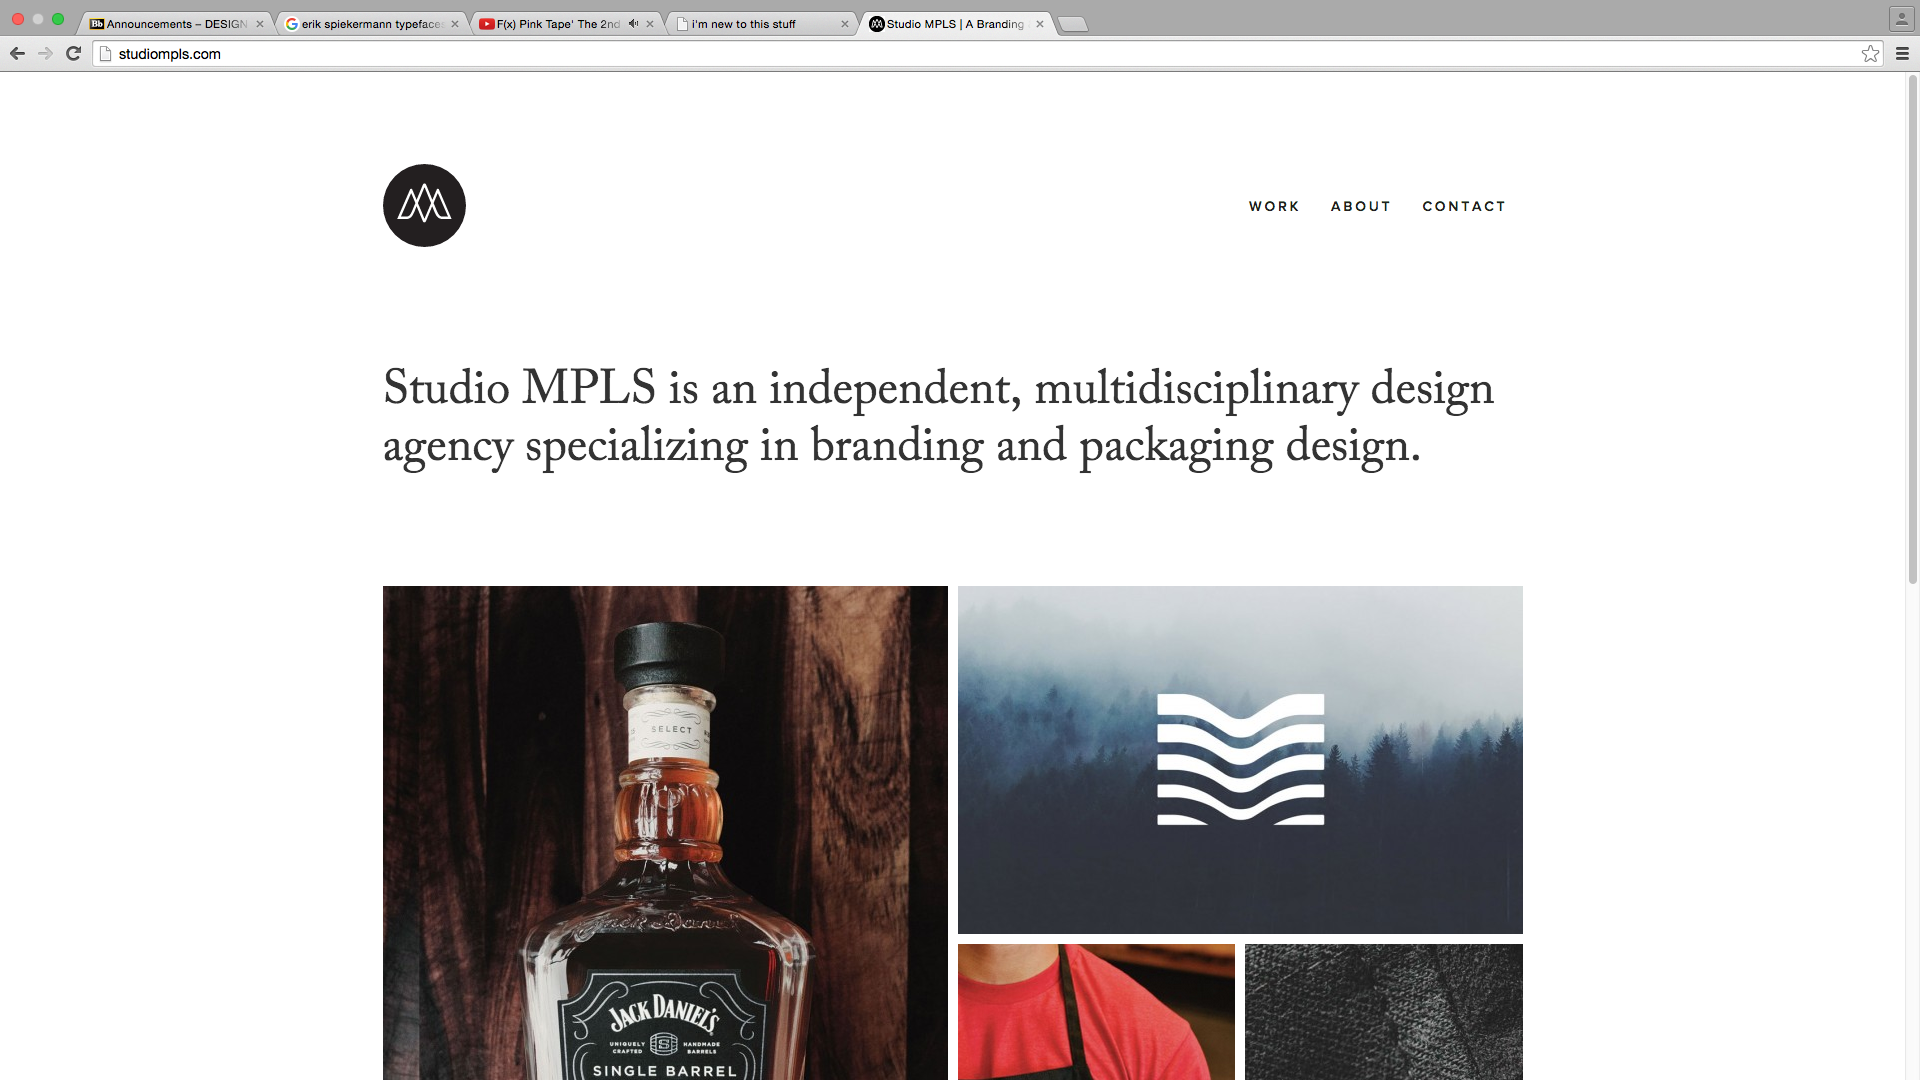 Announcements – DESIGN
erik spiekermann typefaces
F(x) Pink Tape' The 2nd
i'm new to this stuff
Studio MPLS | A Branding
studiompls.com
WORK ABOUT CONTACT
Studio MPLS is an independent, multidisciplinary design
agency specializing in branding and packaging design.
SELECT
Jack Daniel
JACK DANIEL'S
UNIQUELY CRAFTED
S
HANDMADE BARRELS
SINGLE BARREL